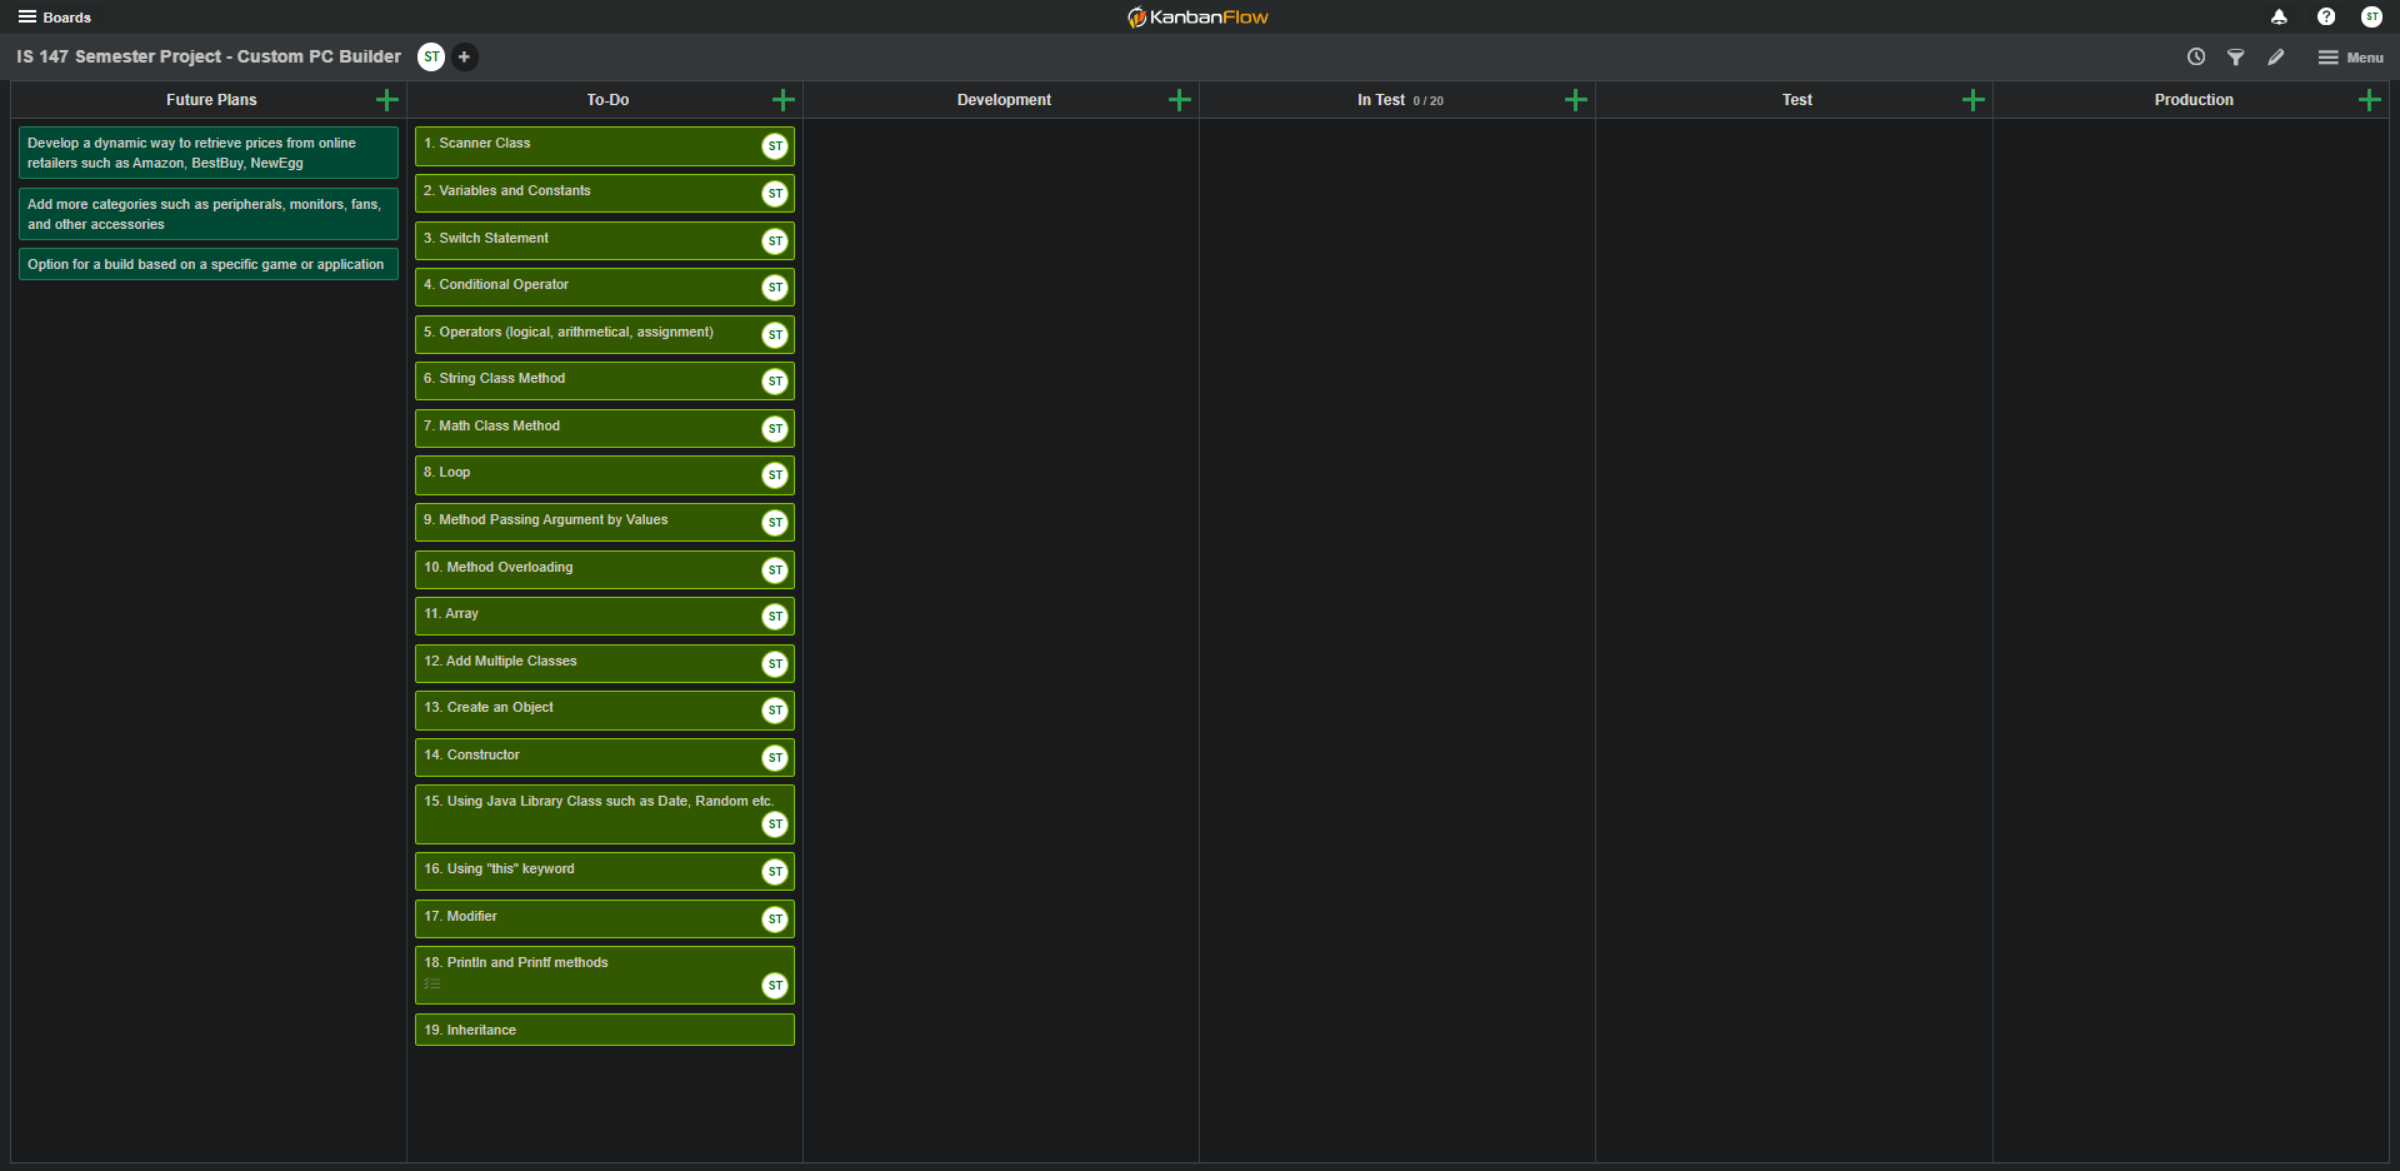 Boards
KanbanFlow
ST
IS 147 Semester Project - Custom PC Builder
ST
Menu
Future Plans
To-Do
Development
In Test 0 / 20
Test
Production
Develop a dynamic way to retrieve prices from online
retailers such as Amazon, BestBuy, NewEgg
Add more categories such as peripherals, monitors, fans,
and other accessories
Option for a build based on a specific game or application
1. Scanner Class
ST
2. Variables and Constants
ST
3. Switch Statement
ST
4. Conditional Operator
ST
5. Operators (logical, arithmetical, assignment)
ST
6. String Class Method
ST
7. Math Class Method
ST
8. Loop
ST
9. Method Passing Argument by Values
ST
10. Method Overloading
ST
11. Array
ST
12. Add Multiple Classes
ST
13. Create an Object
ST
14. Constructor
ST
15. Using Java Library Class such as Date, Random etc.
ST
16. Using "this" keyword
ST
17. Modifier
ST
18. Println and Printf methods
ST
19. Inheritance